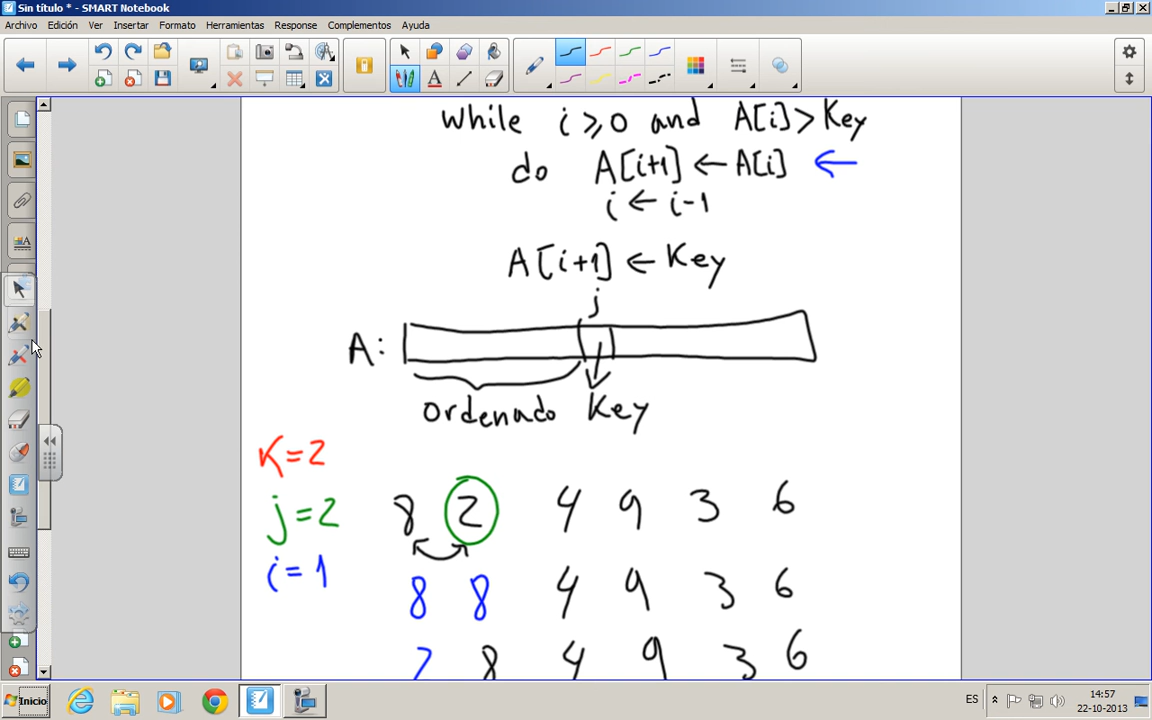 Sin título * - SMART Notebook
Archivo Edición Ver Insertar Formato Herramientas Response Complementos Ayuda
While i ≥ 0 and A[i] > Key
do A[i+1] ← A[i] ←
i ← i-1
A[i+1] ← Key
j
A:
Ordenado Key
K=2
j=2 8 2 4 9 3 6
i=1 8 8 4 9 3 6
2 8 4 9 3 6
Inicio ES 14:57
22-10-2013